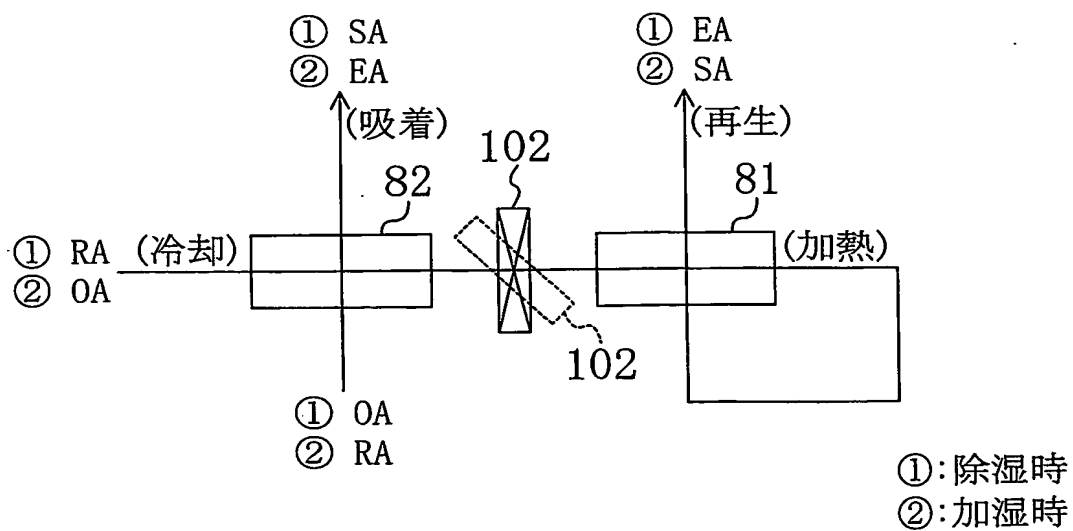 ① SA
② EA
(吸着)
① EA
② SA
(再生)
102
82
81
① RA (冷却)
② OA
(加熱)
102
① OA
② RA
①:除湿時
②:加湿時